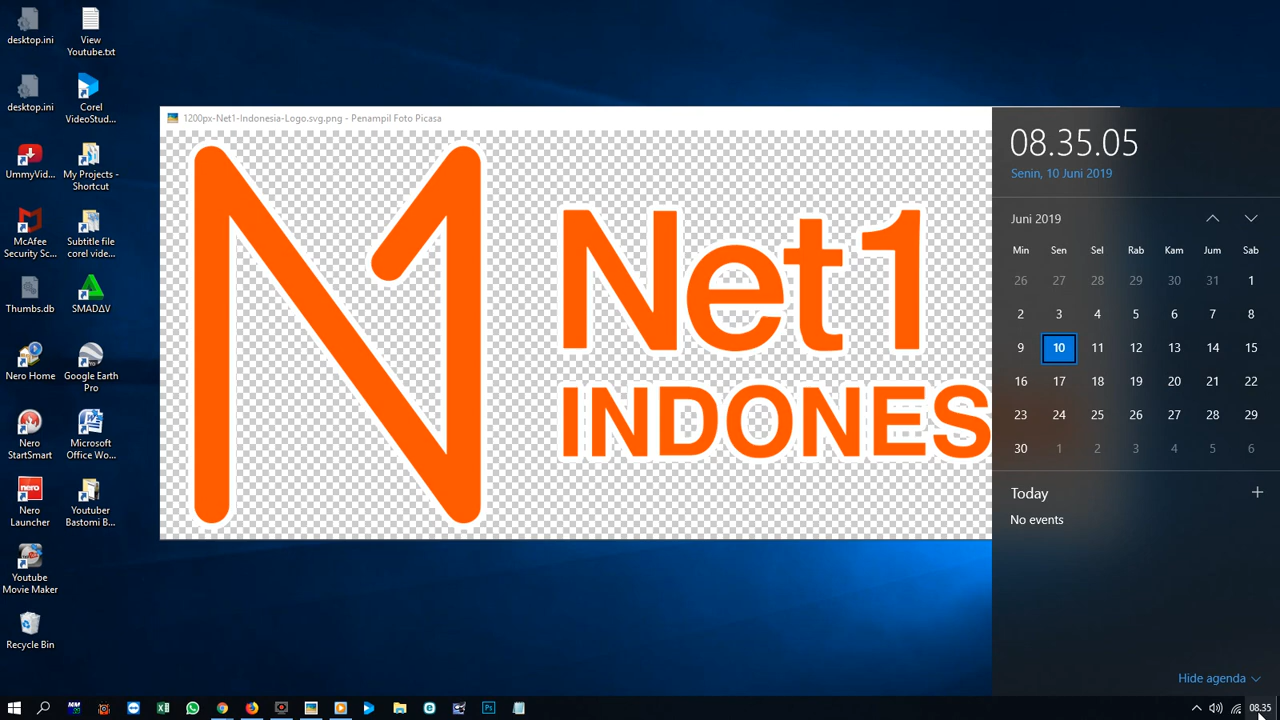 desktop.ini
View
Youtube.txt
desktop.ini
Corel
VideoStud...
UmmyVid...
My Projects -
Shortcut
McAfee
Security Sc...
Subtitle file
corel vide...
Thumbs.db
SMADΔV
Nero Home
Google Earth
Pro
Nero
StartSmart
Microsoft
Office Wo...
nero
Nero
Launcher
Youtuber
Bastomi B...
Youtube
Movie Maker
Recycle Bin
1200px-Net1-Indonesia-Logo.svg.png - Penampil Foto Picasa
Net1
INDONES
08.35.05
Senin, 10 Juni 2019
Juni 2019
Min Sen Sel Rab Kam Jum Sab
26 27 28 29 30 31 1
2 3 4 5 6 7 8
9 10 11 12 13 14 15
16 17 18 19 20 21 22
23 24 25 26 27 28 29
30 1 2 3 4 5 6
Today
No events
Hide agenda
Ps
08.35